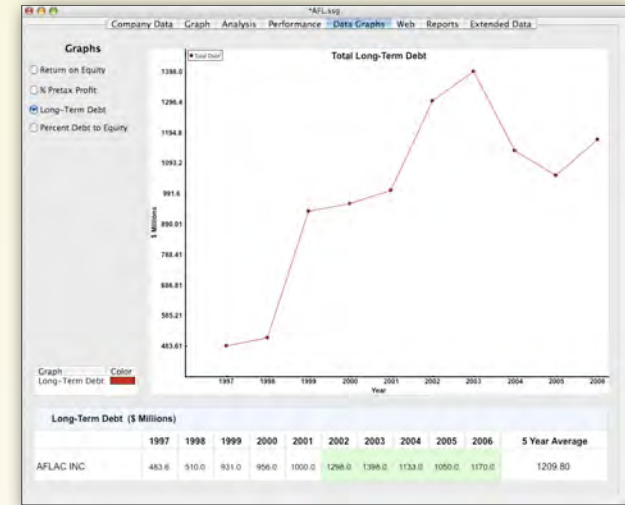 *AFL.ssg
Company Data Graph Analysis Performance Data Graphs Web Reports Extended Data
Graphs
Return on Equity
% Pretax Profit
Long-Term Debt
Percent Debt to Equity
Total Debt
Total Long-Term Debt
1398.0
1296.4
1194.8
1093.2
991.6
890.01
788.41
686.81
585.21
483.61
$ Millions
1997 1998 1999 2000 2001 2002 2003 2004 2005 2006
Year
Graph Color
Long-Term Debt
Long-Term Debt ($ Millions)
1997 1998 1999 2000 2001 2002 2003 2004 2005 2006 5 Year Average
AFLAC INC 483.6 510.0 931.0 956.0 1000.0 1298.0 1398.0 1133.0 1050.0 1170.0 1209.80